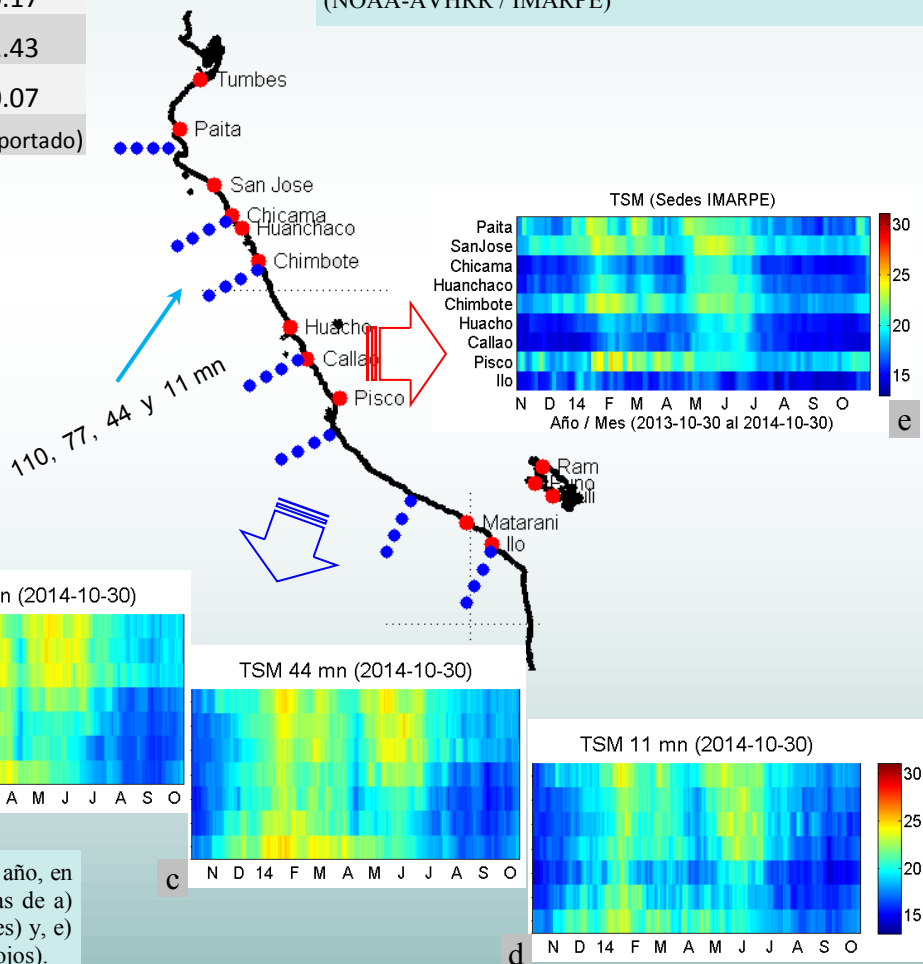 .43
0.07
portado)
(NOAA-AVHRR / IMARPE)
Tumbes
Paita
San Jose
Chicama
Huanchaco
Chimbote
Huacho
Callao
Pisco
110, 77, 44 y 11 mn
Ram
Matarani
Ilo
TSM (Sedes IMARPE)
Paita
SanJose
Chicama
Huanchaco
Chimbote
Huacho
Callao
Pisco
Ilo
N D 14 F M A M J J A S O
Año / Mes (2013-10-30 al 2014-10-30)
30
25
20
15
e
n (2014-10-30)
A M J J A S O
TSM 44 mn (2014-10-30)
N D 14 F M A M J J A S O
c
TSM 11 mn (2014-10-30)
N D 14 F M A M J J A S O
30
25
20
15
d
año, en
as de a)
es) y, e)
ojos).